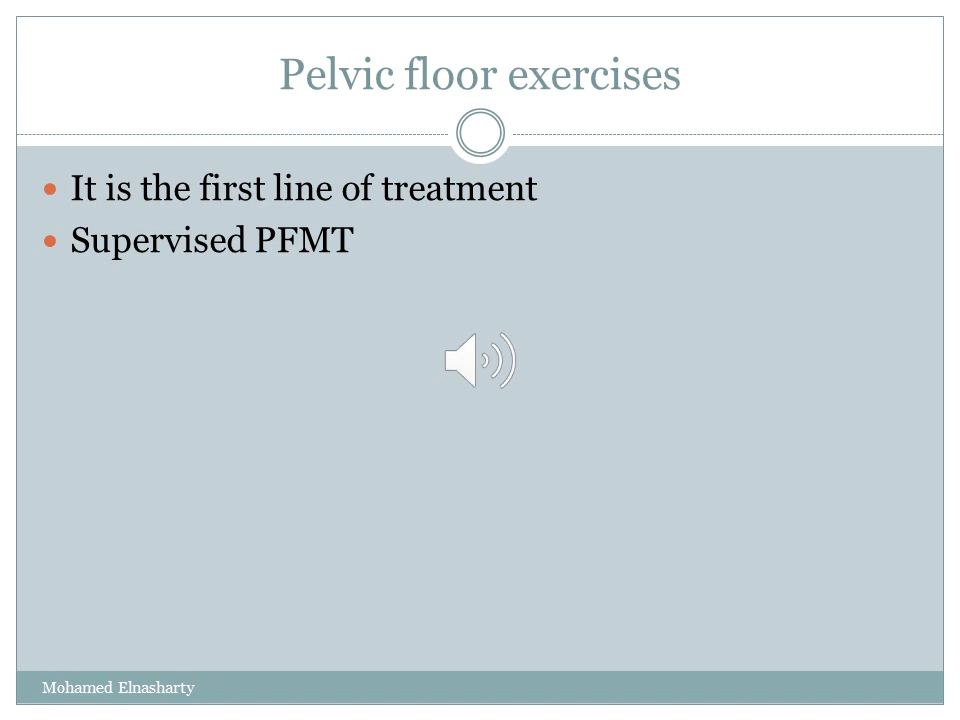 Pelvic floor exercises
It is the first line of treatment
Supervised PFMT
Mohamed Elnasharty